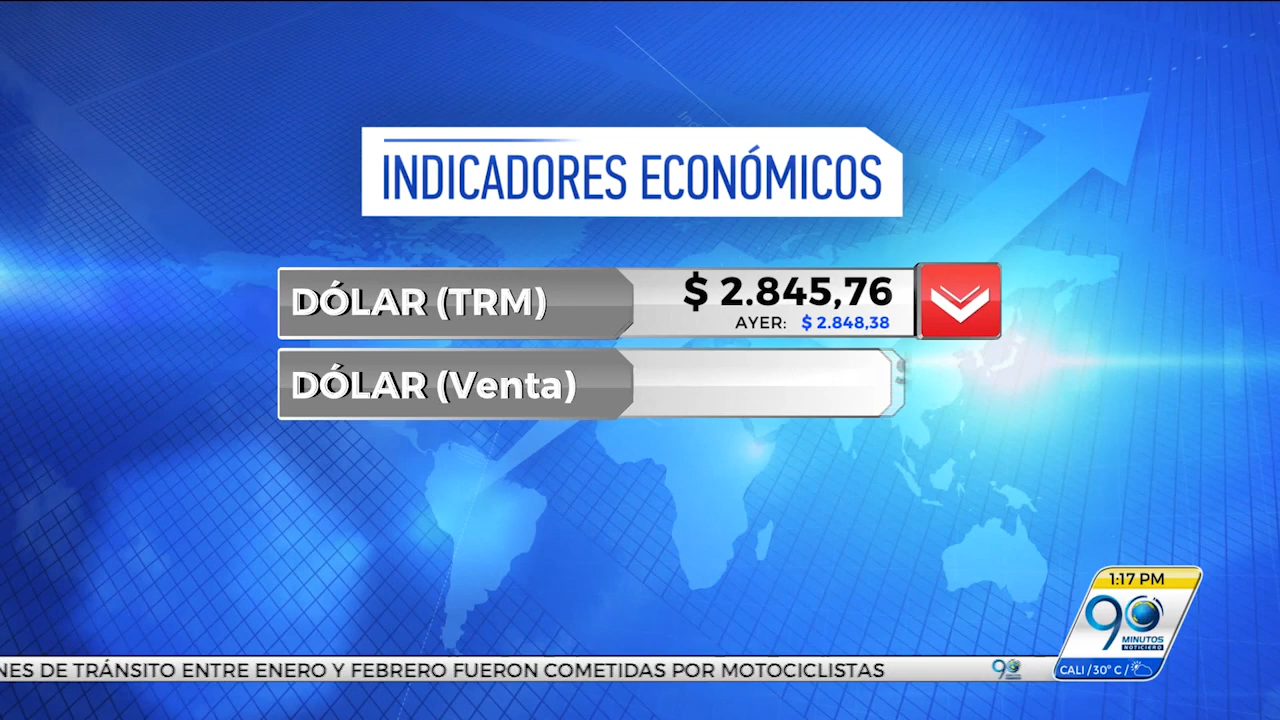 INDICADORES ECONÓMICOS
DÓLAR (TRM)
$ 2.845,76
AYER: $ 2.848,38
DÓLAR (Venta)
1:17 PM
90
MINUTOS
NOTICIERO
CALI / 30° C /
NES DE TRÁNSITO ENTRE ENERO Y FEBRERO FUERON COMETIDAS POR MOTOCICLISTAS
90